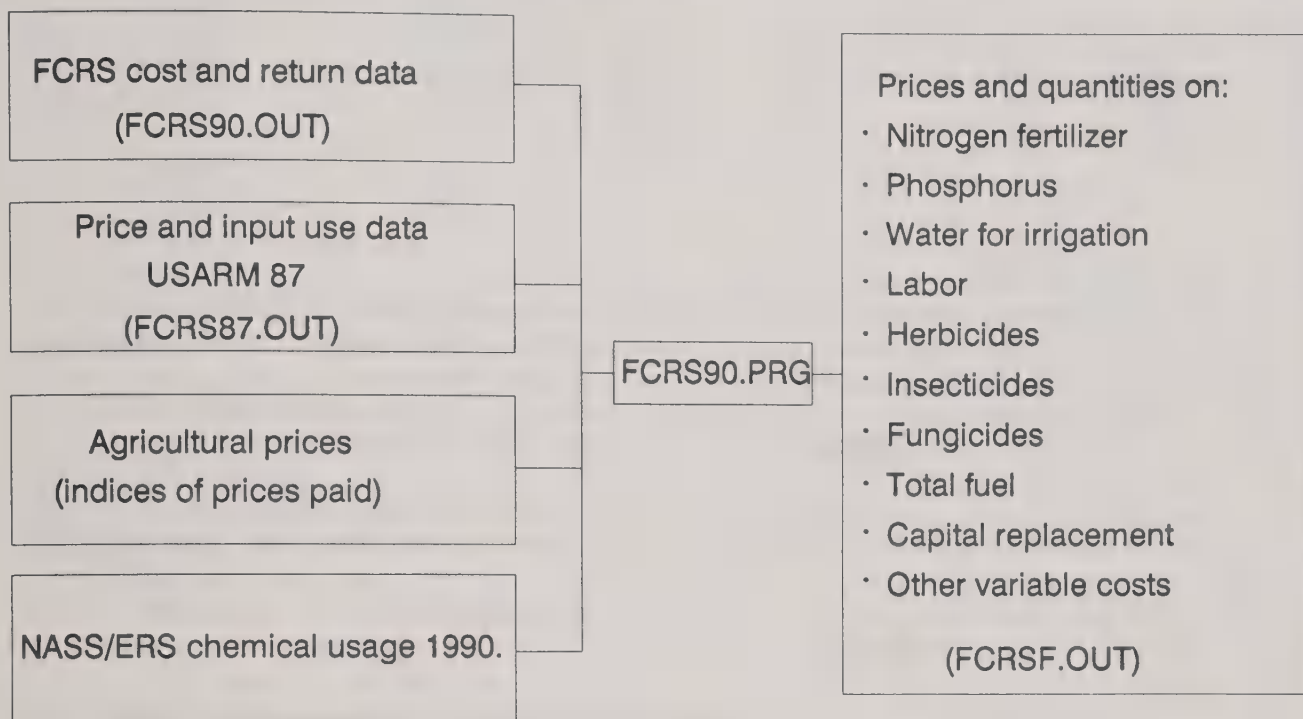 FCRS cost and return data
(FCRS90.OUT)
Price and input use data
USARM 87
(FCRS87.OUT)
Agricultural prices
(indices of prices paid)
NASS/ERS chemical usage 1990.
FCRS90.PRG
Prices and quantities on:
· Nitrogen fertilizer
· Phosphorus
· Water for irrigation
· Labor
· Herbicides
· Insecticides
· Fungicides
· Total fuel
· Capital replacement
· Other variable costs
(FCRSF.OUT)